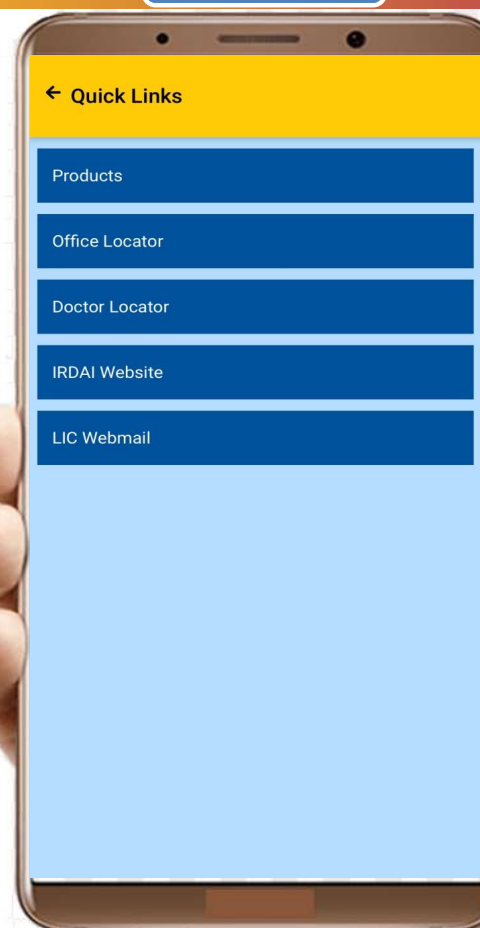 Quick Links
Products
Office Locator
Doctor Locator
IRDAI Website
LIC Webmail